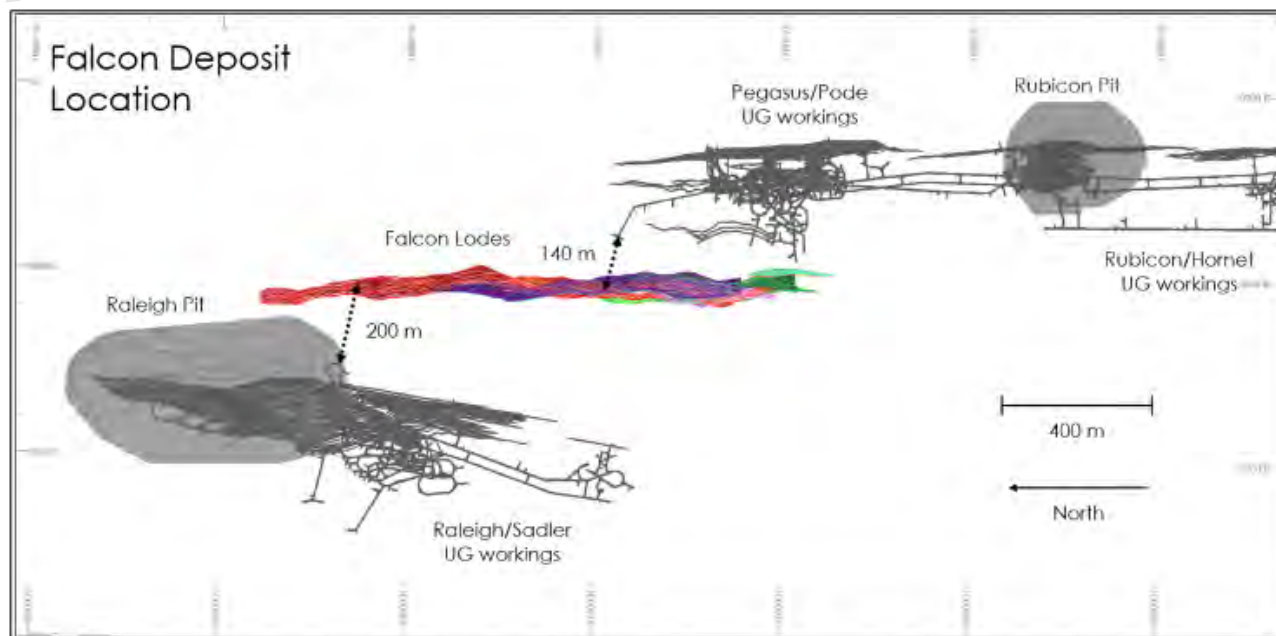 Falcon Deposit
Location
Pegasus/Pode
UG workings
Rubicon Pit
Falcon Lodes
140 m
Rubicon/Hornet
UG workings
Raleigh Pit
200 m
400 m
North
Raleigh/Sadler
UG workings